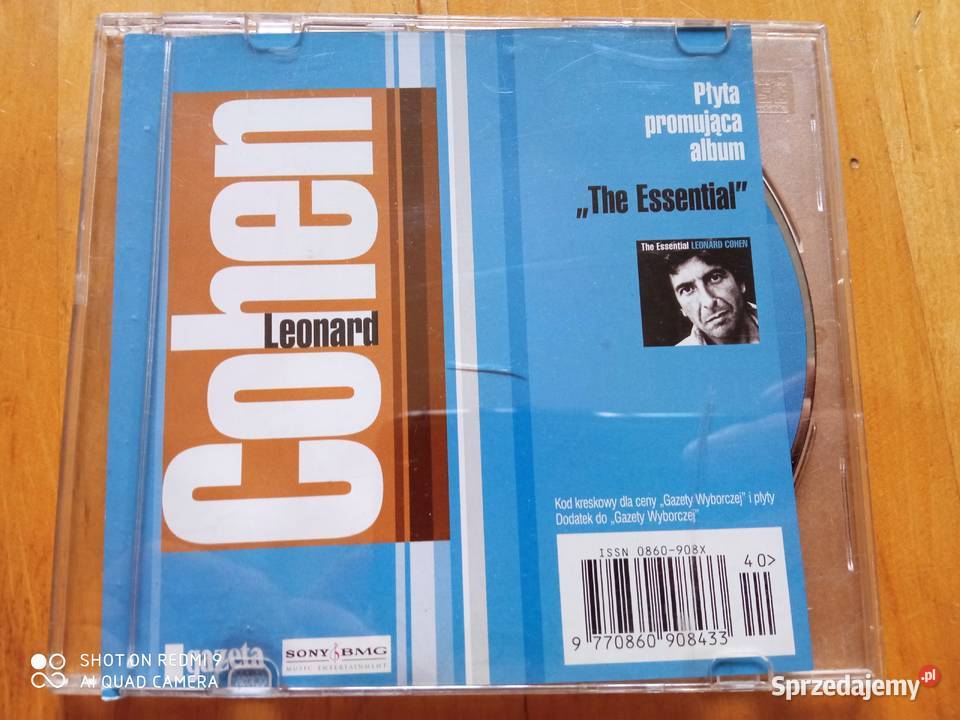 Cohen
Leonard
Płyta
promująca
album
„The Essential”
The Essential LEONARD COHEN
Kod kreskowy dla ceny „Gazety Wyborczej” i płyty
Dodatek do „Gazety Wyborczej”
ISSN 0860-908X
40>
9 770860 908433
gazeta
SONY BMG
MUSIC ENTERTAINMENT
SHOT ON REDMI 9
AI QUAD CAMERA
Sprzedajemy.pl